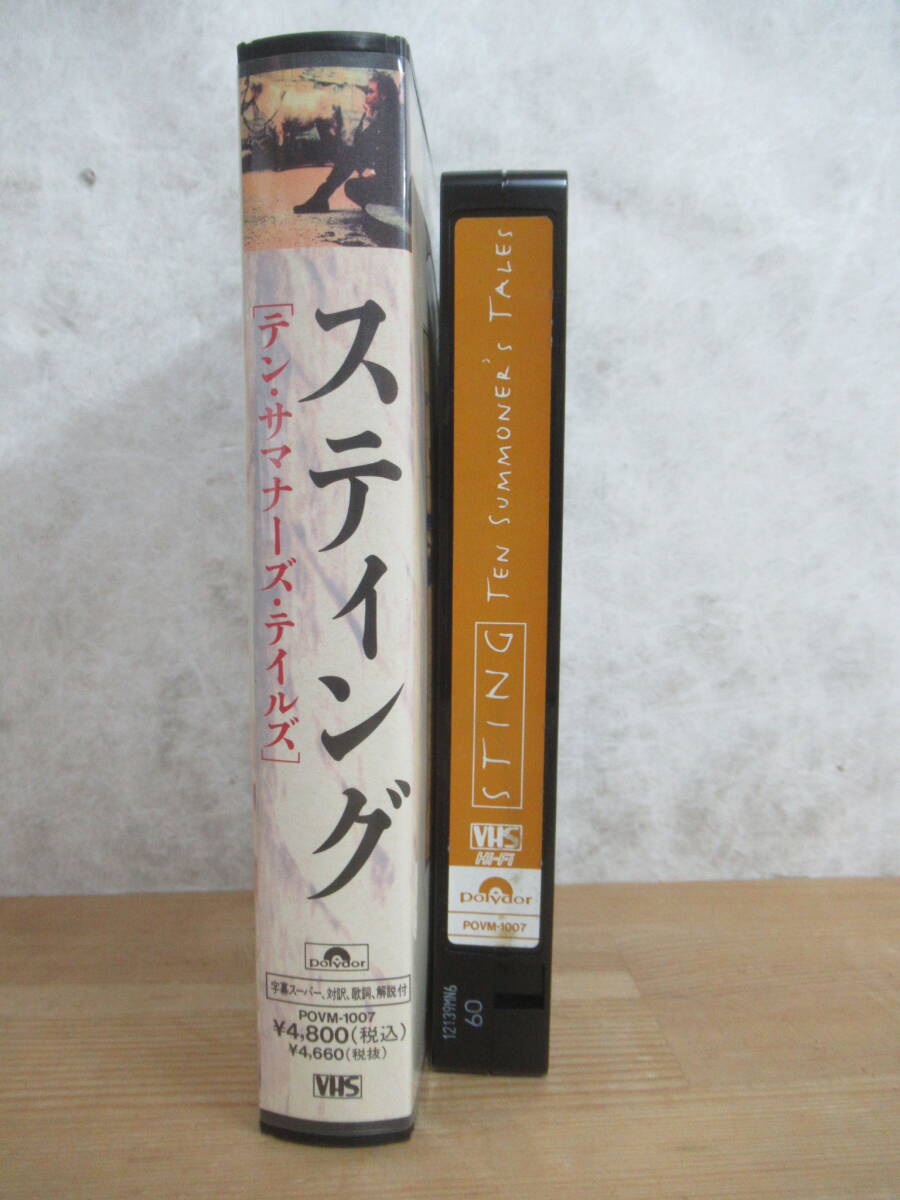 スティング
[テン・サマナーズ・テイルズ]
polydor
字幕スーパー、対訳、歌詞、解説付
POVM-1007
¥4,800(税込)
¥4,660(税抜)
VHS
STING TEN SUMMONER'S TALES
VHS
Hi-Fi
polydor
POVM-1007
12139MN6
60